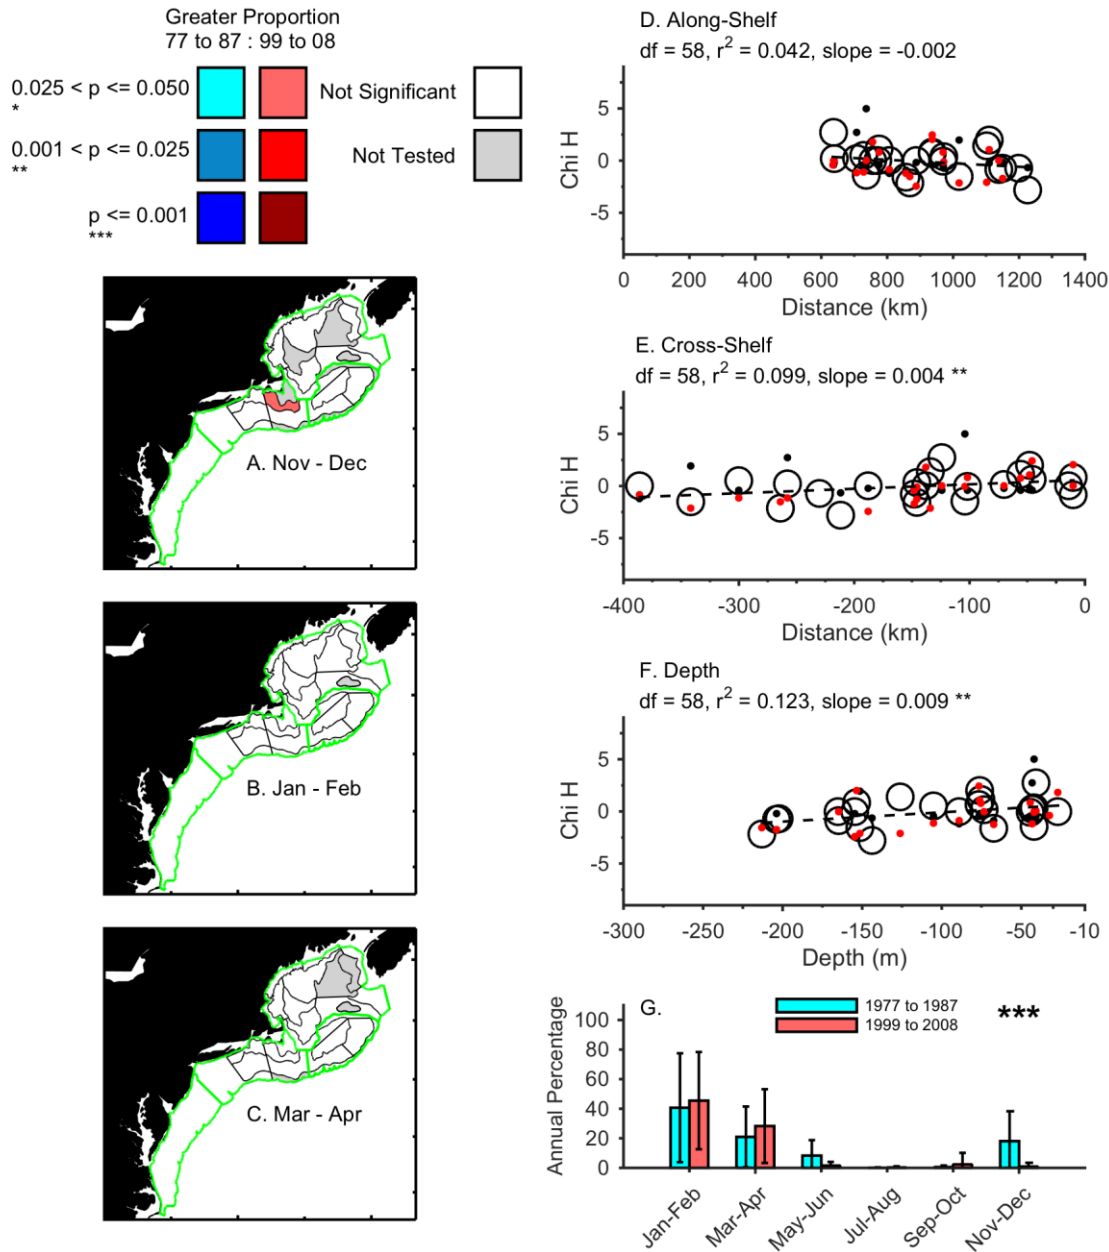 Greater Proportion
77 to 87 : 99 to 08
0.025 < p <= 0.050
*
0.001 < p <= 0.025
**
p <= 0.001
***
Not Significant
Not Tested
A. Nov - Dec
B. Jan - Feb
C. Mar - Apr
D. Along-Shelf
df = 58, r² = 0.042, slope = -0.002
Chi H
5
0
-5
0 200 400 600 800 1000 1200 1400
Distance (km)
E. Cross-Shelf
df = 58, r² = 0.099, slope = 0.004 **
Chi H
5
0
-5
-400 -300 -200 -100 0
Distance (km)
F. Depth
df = 58, r² = 0.123, slope = 0.009 **
Chi H
5
0
-5
-300 -200 -150 -100 -50 -10
Depth (m)
G.
1977 to 1987
1999 to 2008
***
Annual Percentage
100
80
60
40
20
0
Jan-Feb Mar-Apr May-Jun Jul-Aug Sep-Oct Nov-Dec